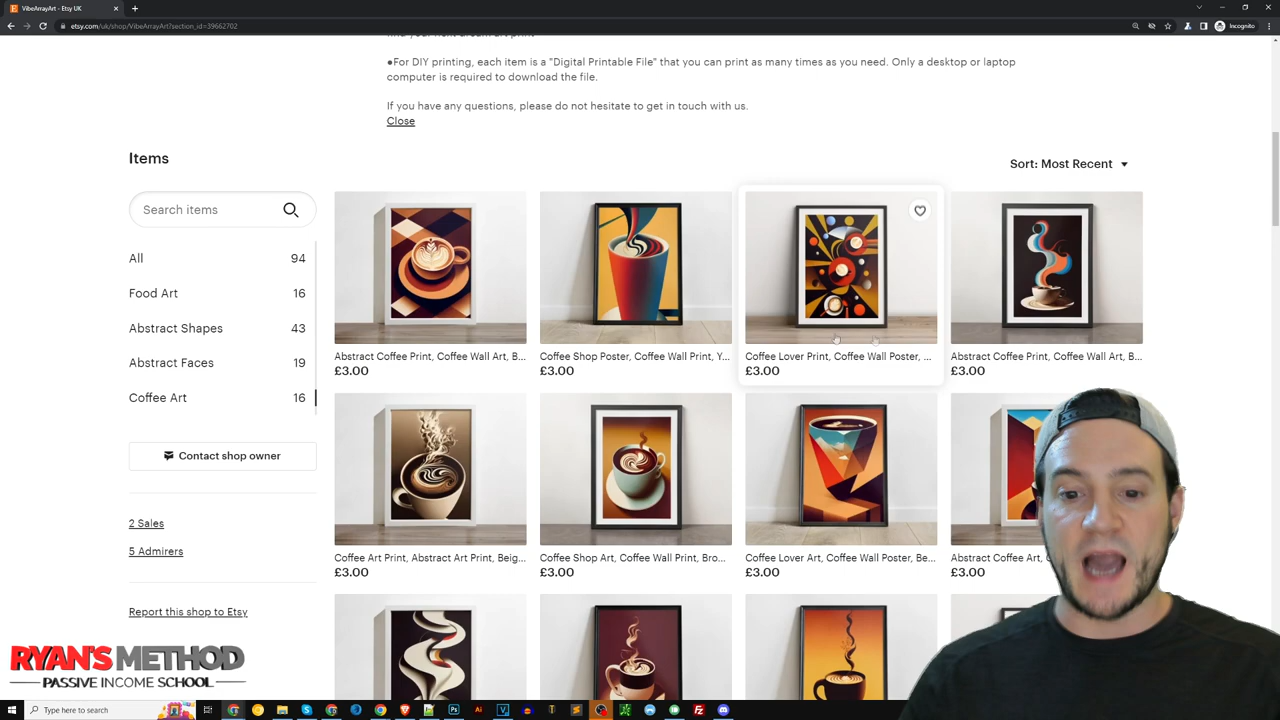 VibeArrayArt - Etsy UK
etsy.com/uk/shop/VibeArrayArt?section_id=39662702
Incognito
find your next dream art print
●For DIY printing, each item is a "Digital Printable File" that you can print as many times as you need. Only a desktop or laptop
computer is required to download the file.
If you have any questions, please do not hesitate to get in touch with us.
Close
Items
Sort: Most Recent
Search items
All 94
Food Art 16
Abstract Shapes 43
Abstract Faces 19
Coffee Art 16
Contact shop owner
2 Sales
5 Admirers
Report this shop to Etsy
Abstract Coffee Print, Coffee Wall Art, B...
£3.00
Coffee Shop Poster, Coffee Wall Print, Y...
£3.00
Coffee Lover Print, Coffee Wall Poster, ...
£3.00
Abstract Coffee Print, Coffee Wall Art, B...
£3.00
Coffee Art Print, Abstract Art Print, Beig...
£3.00
Coffee Shop Art, Coffee Wall Print, Bro...
£3.00
Coffee Lover Art, Coffee Wall Poster, Be...
£3.00
Abstract Coffee Art, C
£3.00
RYAN'S METHOD
PASSIVE INCOME SCHOOL
Type here to search